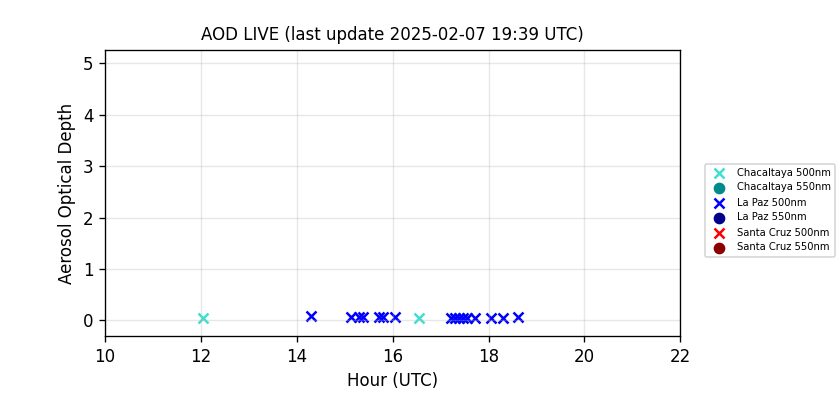 AOD LIVE (last update 2025-02-07 19:39 UTC)
Aerosol Optical Depth
5
4
3
2
1
0
10 12 14 16 18 20 22
Hour (UTC)
Chacaltaya 500nm
Chacaltaya 550nm
La Paz 500nm
La Paz 550nm
Santa Cruz 500nm
Santa Cruz 550nm